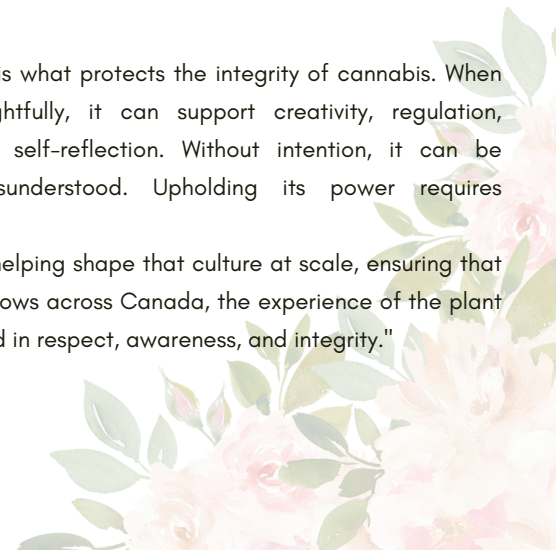 is what protects the integrity of cannabis. When
ghtfully, it can support creativity, regulation,
self-reflection. Without intention, it can be
sunderstood. Upholding its power requires
elping shape that culture at scale, ensuring that
ows across Canada, the experience of the plant
d in respect, awareness, and integrity."